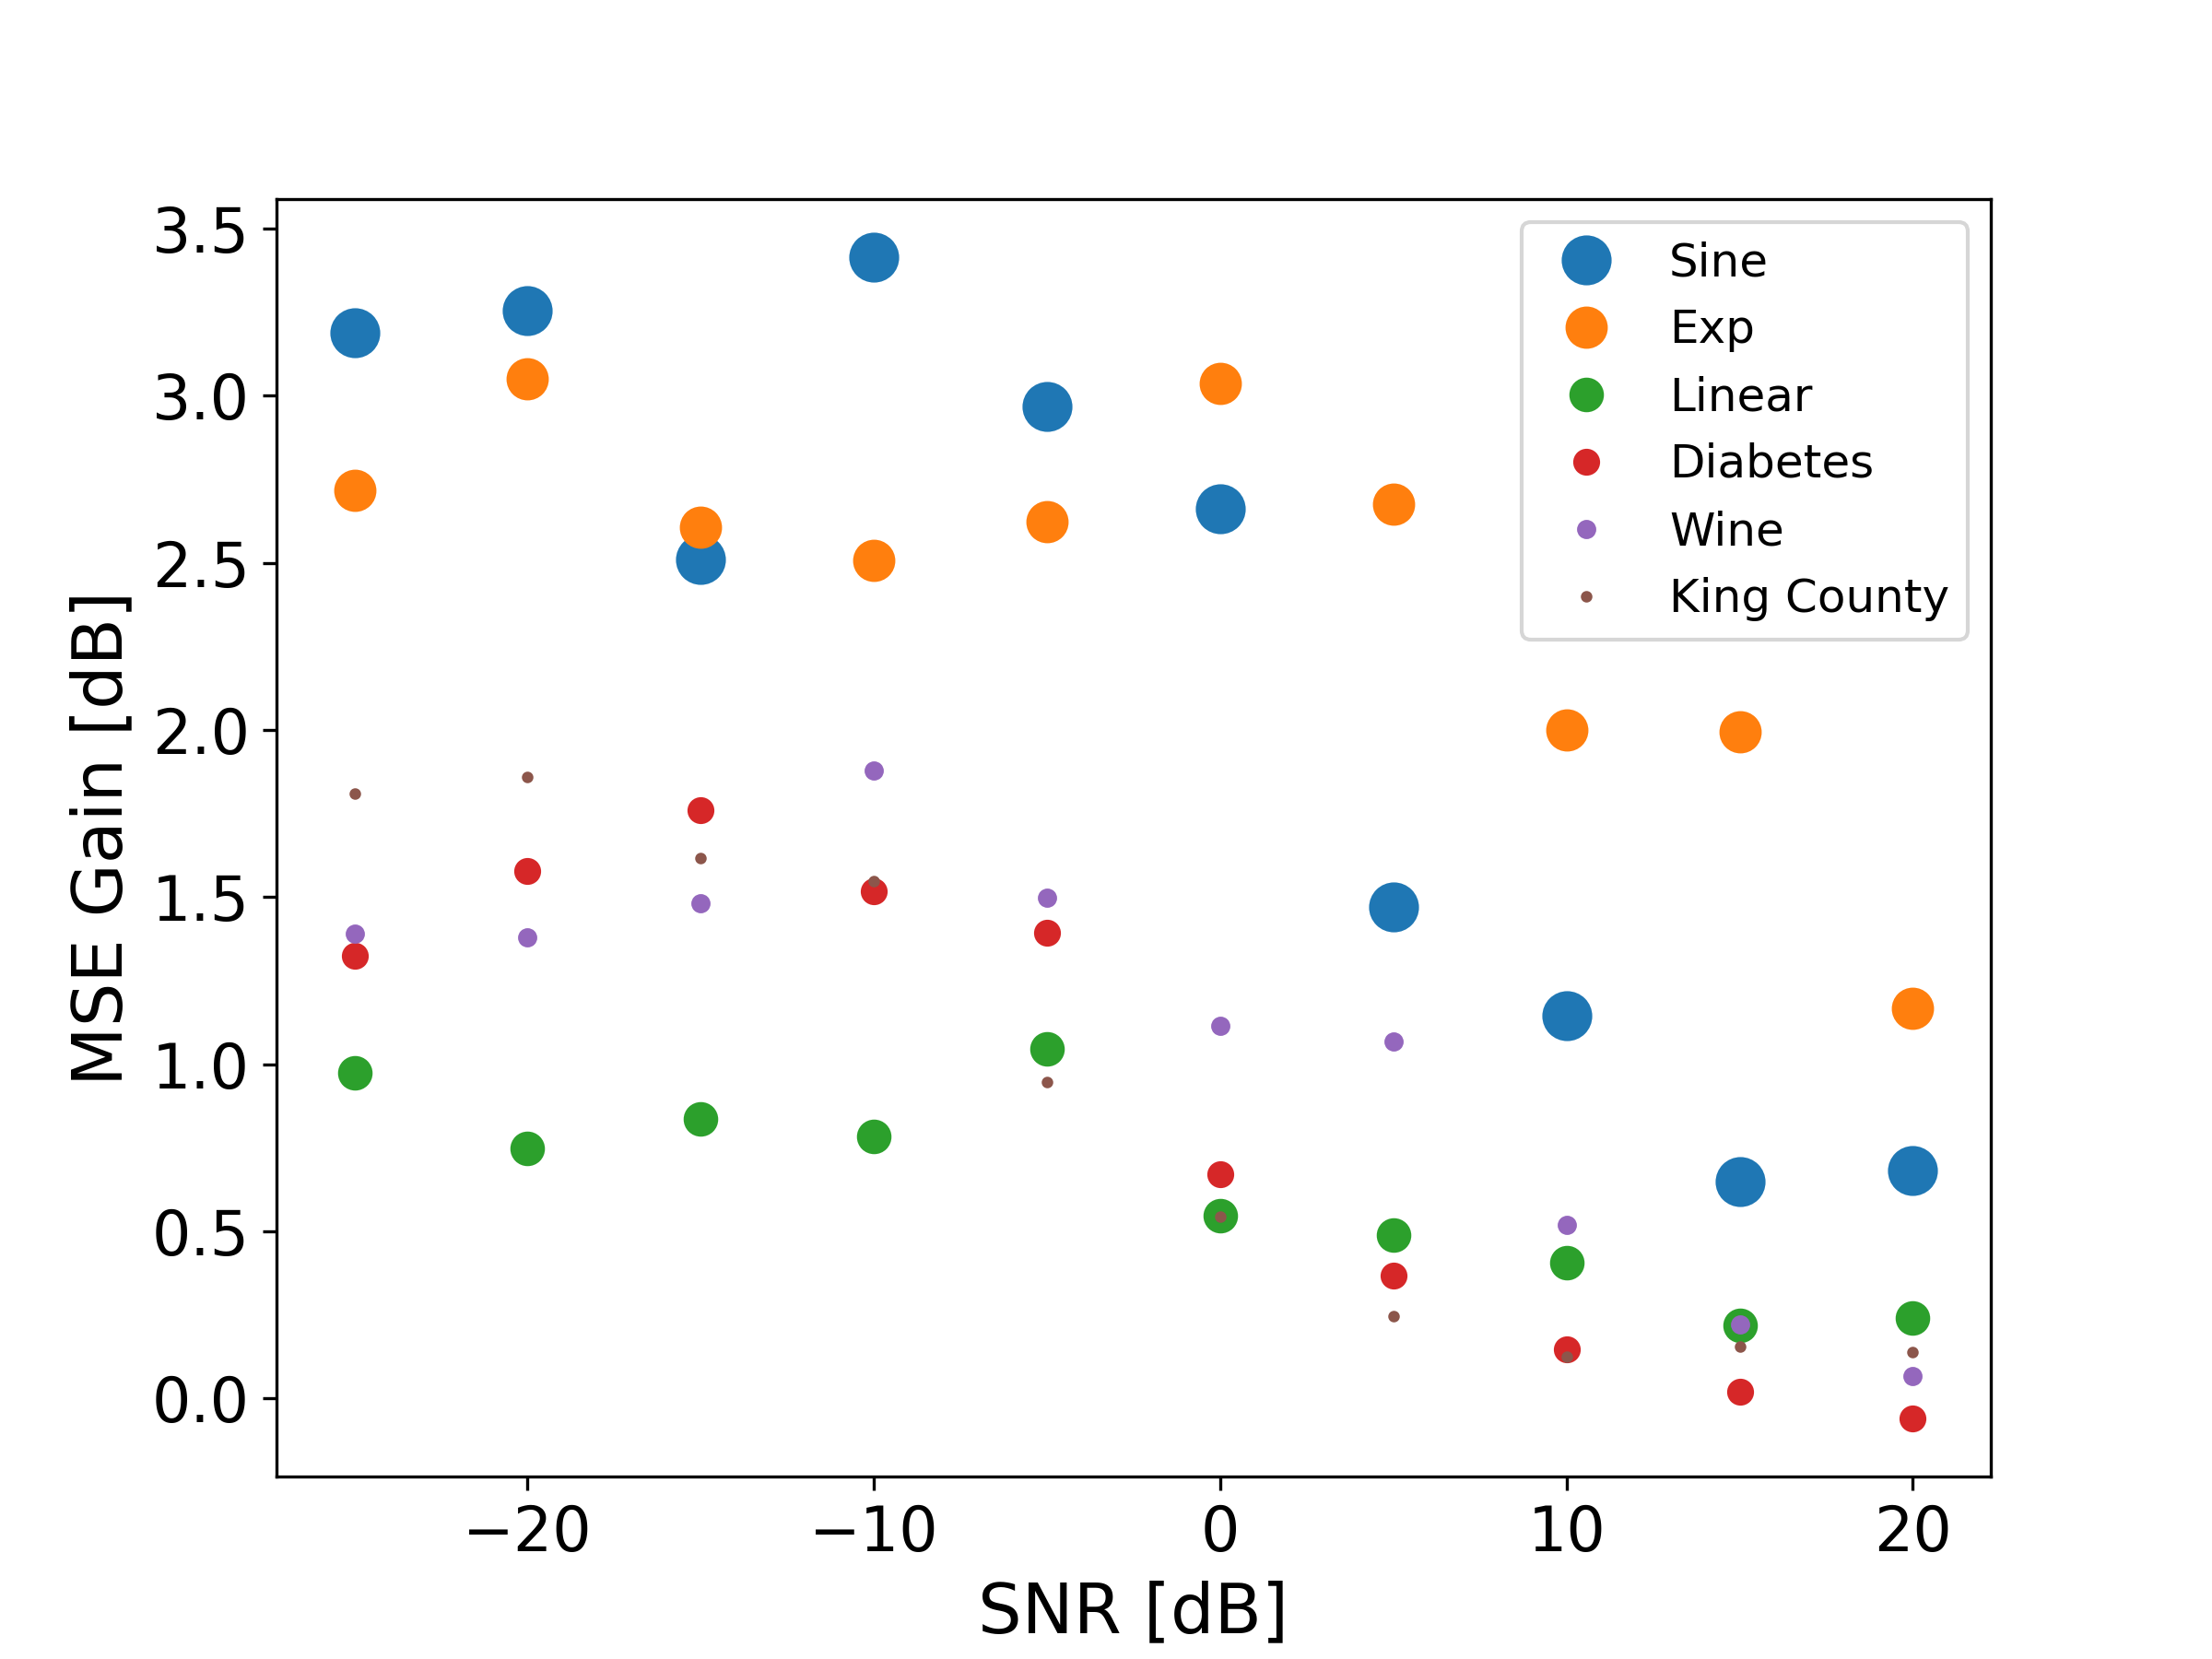 3.5
3.0
2.5
2.0
1.5
1.0
0.5
0.0
MSE Gain [dB]
Sine
Exp
Linear
Diabetes
Wine
King County
−20 −10 0 10 20
SNR [dB]